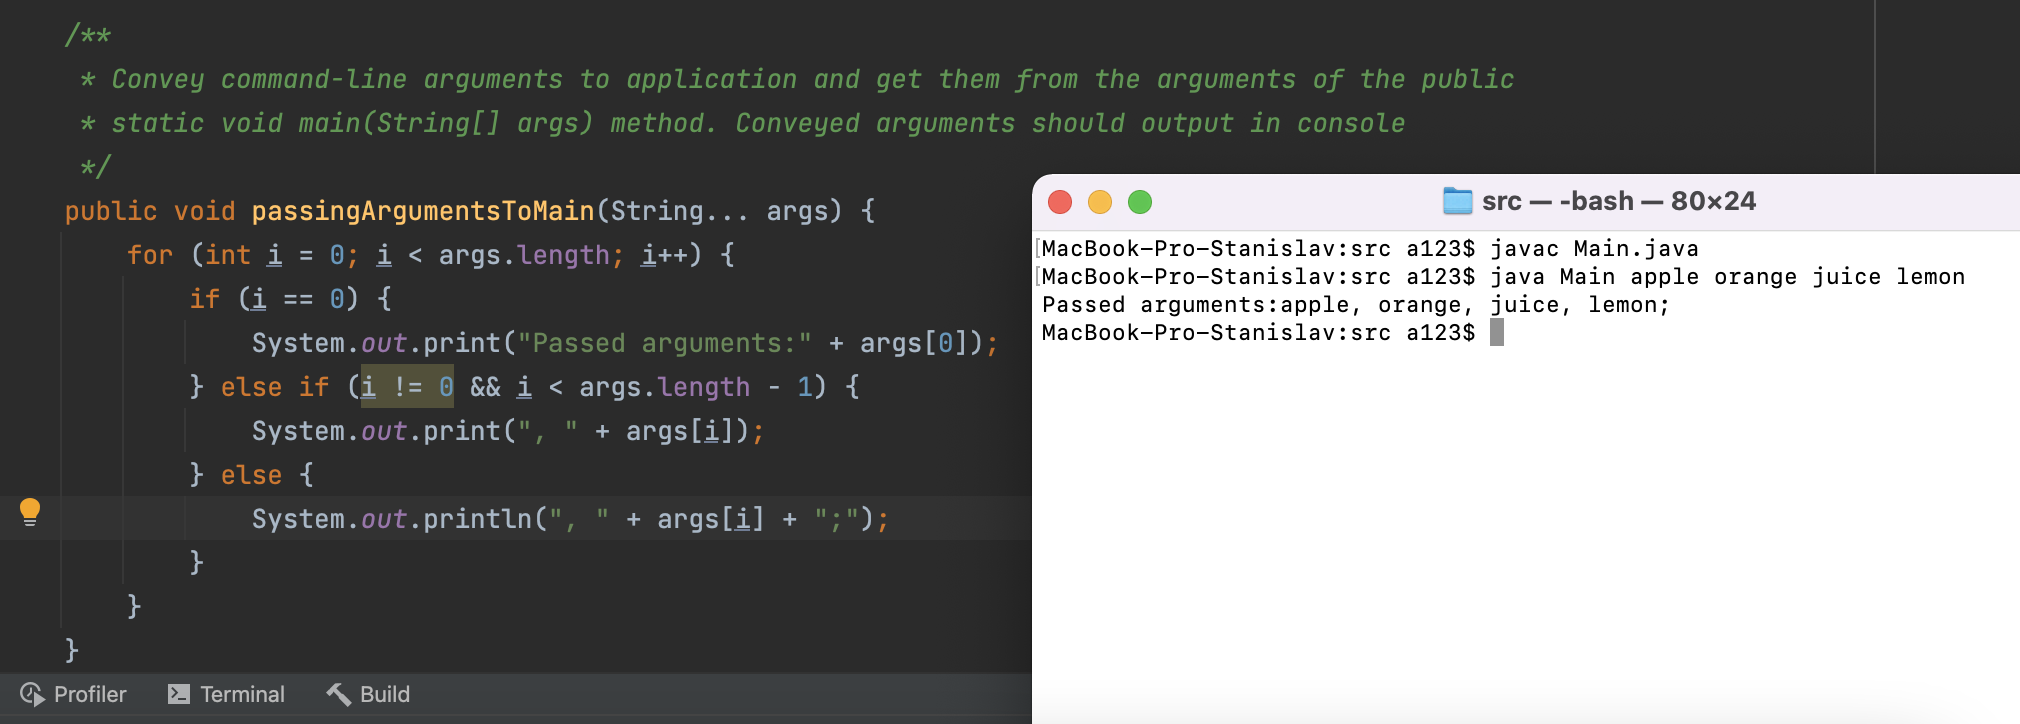 /**
* Convey command-line arguments to application and get them from the arguments of the public
* static void main(String[] args) method. Conveyed arguments should output in console
*/
public void passingArgumentsToMain(String... args) {
for (int i = 0; i < args.length; i++) {
if (i == 0) {
System.out.print("Passed arguments:" + args[0]);
} else if (i != 0 && i < args.length - 1) {
System.out.print(", " + args[i]);
} else {
System.out.println(", " + args[i] + ";");
}
}
}
Profiler Terminal Build
src — -bash — 80×24
[MacBook-Pro-Stanislav:src a123$ javac Main.java
[MacBook-Pro-Stanislav:src a123$ java Main apple orange juice lemon
Passed arguments:apple, orange, juice, lemon;
MacBook-Pro-Stanislav:src a123$